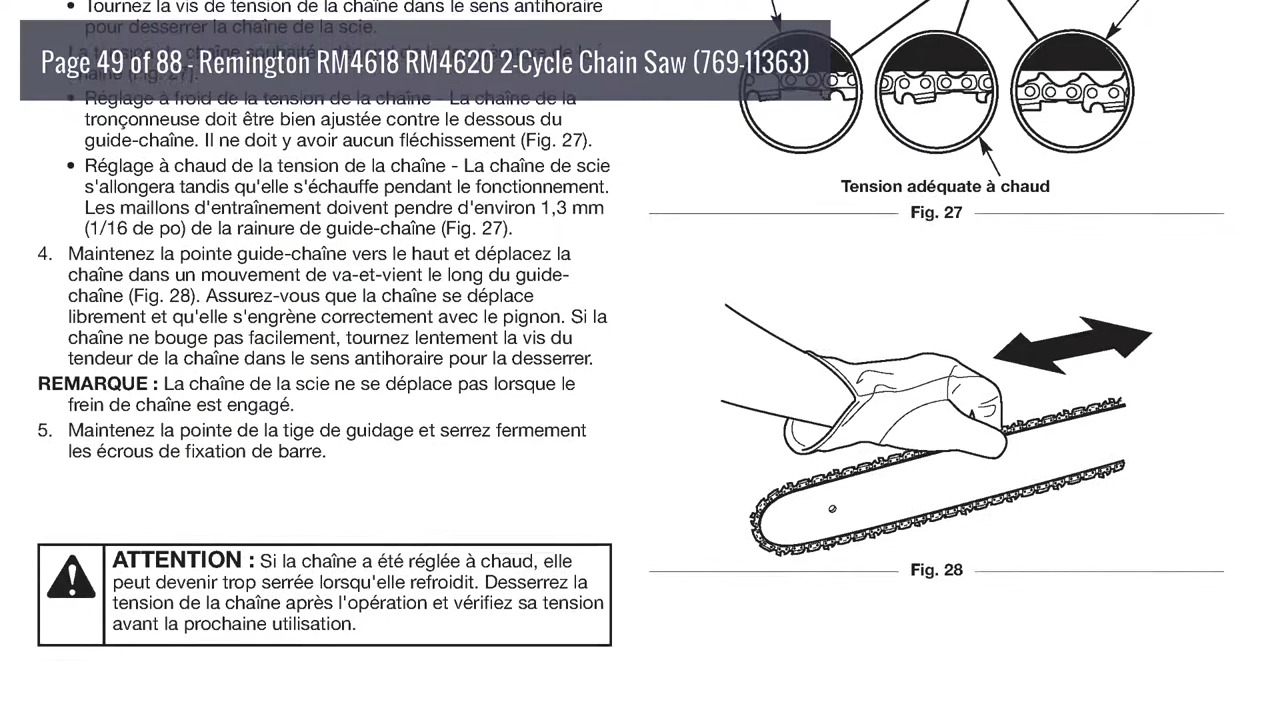 Tournez la vis de tension de la chaîne dans le sens antihoraire
pour desserrer la chaîne de la scie.
Page 49 of 88 - Remington RM4618 RM4620 2-Cycle Chain Saw (769-11363)
• Réglage à froid de la tension de la chaîne - La chaîne de la
tronçonneuse doit être bien ajustée contre le dessous du
guide-chaîne. Il ne doit y avoir aucun fléchissement (Fig. 27).
• Réglage à chaud de la tension de la chaîne - La chaîne de scie
s'allongera tandis qu'elle s'échauffe pendant le fonctionnement.
Les maillons d'entraînement doivent pendre d'environ 1,3 mm
(1/16 de po) de la rainure de guide-chaîne (Fig. 27).
4. Maintenez la pointe guide-chaîne vers le haut et déplacez la
chaîne dans un mouvement de va-et-vient le long du guide-
chaîne (Fig. 28). Assurez-vous que la chaîne se déplace
librement et qu'elle s'engrène correctement avec le pignon. Si la
chaîne ne bouge pas facilement, tournez lentement la vis du
tendeur de la chaîne dans le sens antihoraire pour la desserrer.
REMARQUE : La chaîne de la scie ne se déplace pas lorsque le
frein de chaîne est engagé.
5. Maintenez la pointe de la tige de guidage et serrez fermement
les écrous de fixation de barre.
ATTENTION : Si la chaîne a été réglée à chaud, elle
peut devenir trop serrée lorsqu'elle refroidit. Desserrez la
tension de la chaîne après l'opération et vérifiez sa tension
avant la prochaine utilisation.
Tension adéquate à chaud
Fig. 27
Fig. 28